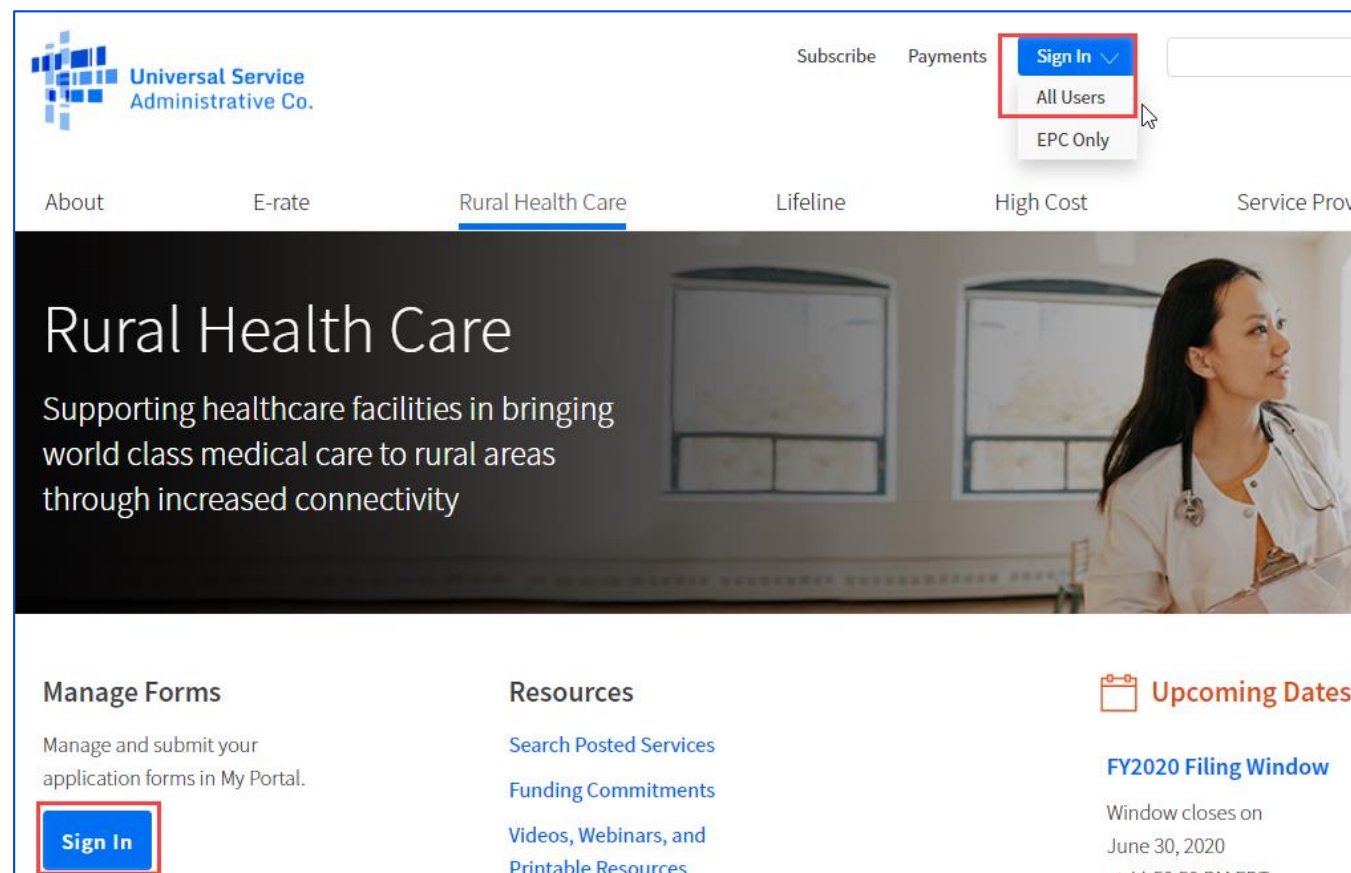 Universal Service
Administrative Co.
Subscribe Payments Sign In
All Users
EPC Only
About E-rate Rural Health Care Lifeline High Cost Service
Rural Health Care
Supporting healthcare facilities in bringing
world class medical care to rural areas
through increased connectivity
Manage Forms
Manage and submit your
application forms in My Portal.
Sign In
Resources
Search Posted Services
Funding Commitments
Videos, Webinars, and
Printable Resources
Upcoming Dates
FY2020 Filing Window
Window closes on
June 30, 2020